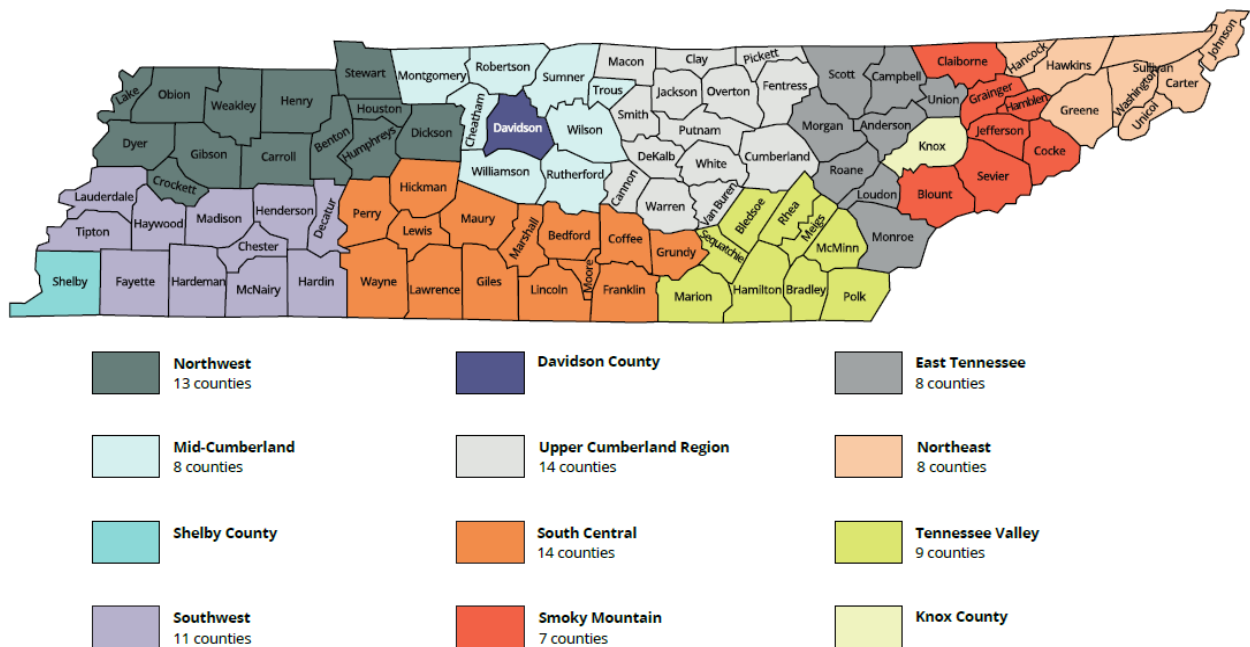 Stewart
Montgomery
Robertson
Sumner
Macon
Clay
Pickett
Scott
Campbell
Claiborne
Hancock
Hawkins
Sullivan
Johnson
Lake
Obion
Weakley
Henry
Houston
Cheatham
Trous
Jackson
Overton
Fentress
Union
Grainger
Hamblen
Greene
Washington
Carter
Unicol
Dyer
Gibson
Carroll
Benton
Humphreys
Dickson
Davidson
Wilson
Smith
Putnam
Morgan
Anderson
Knox
Jefferson
Cocke
Crockett
Williamson
Rutherford
DeKalb
White
Cumberland
Roane
Loudon
Blount
Sevier
Lauderdale
Haywood
Madison
Henderson
Decatur
Perry
Hickman
Maury
Cannon
Warren
Van Buren
Bledsoe
Rhea
Meigs
McMinn
Monroe
Tipton
Chester
Lewis
Marshall
Bedford
Coffee
Grundy
Sequatchie
Shelby
Fayette
Hardeman
McNairy
Hardin
Wayne
Lawrence
Giles
Lincoln
Moore
Franklin
Marion
Hamilton
Bradley
Polk
Northwest
13 counties
Davidson County
East Tennessee
8 counties
Mid-Cumberland
8 counties
Upper Cumberland Region
14 counties
Northeast
8 counties
Shelby County
South Central
14 counties
Tennessee Valley
9 counties
Southwest
11 counties
Smoky Mountain
7 counties
Knox County